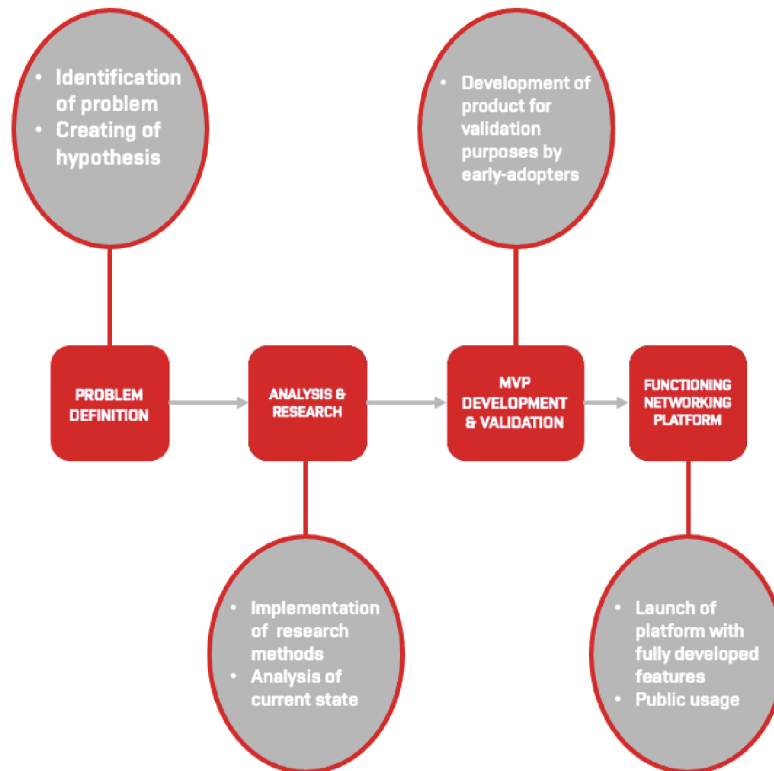 • Identification
of problem
• Creating of
hypothesis
• Development of
product for
validation
purposes by
early-adopters
PROBLEM
DEFINITION
ANALYSIS &
RESEARCH
MVP
DEVELOPMENT
& VALIDATION
FUNCTIONING
NETWORKING
PLATFORM
• Implementation
of research
methods
• Analysis of
current state
• Launch of
platform with
fully developed
features
• Public usage